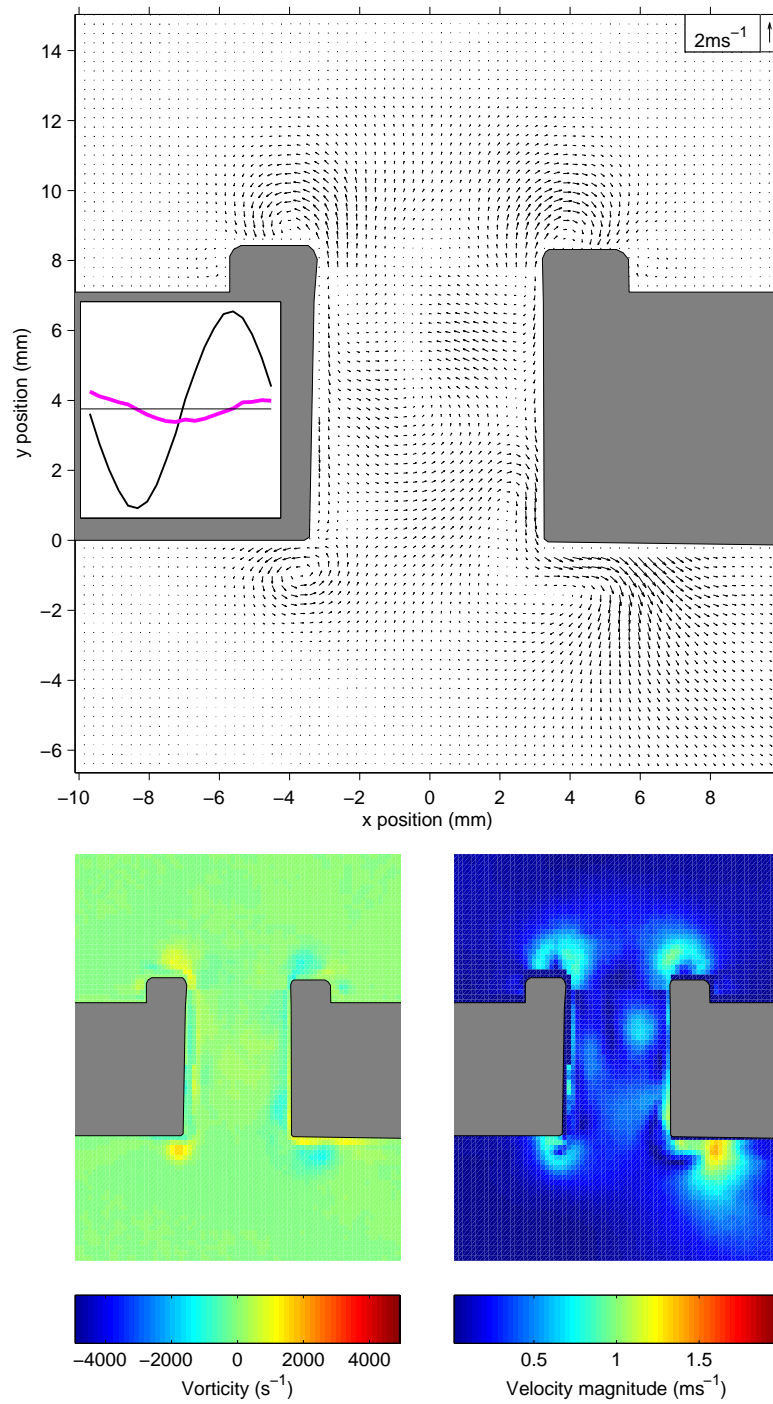 2ms⁻¹
14
12
10
8
6
4
2
0
−2
−4
−6
y position (mm)
−10 −8 −6 −4 −2 0 2 4 6 8
x position (mm)
−4000 −2000 0 2000 4000
Vorticity (s⁻¹)
0.5 1 1.5
Velocity magnitude (ms⁻¹)